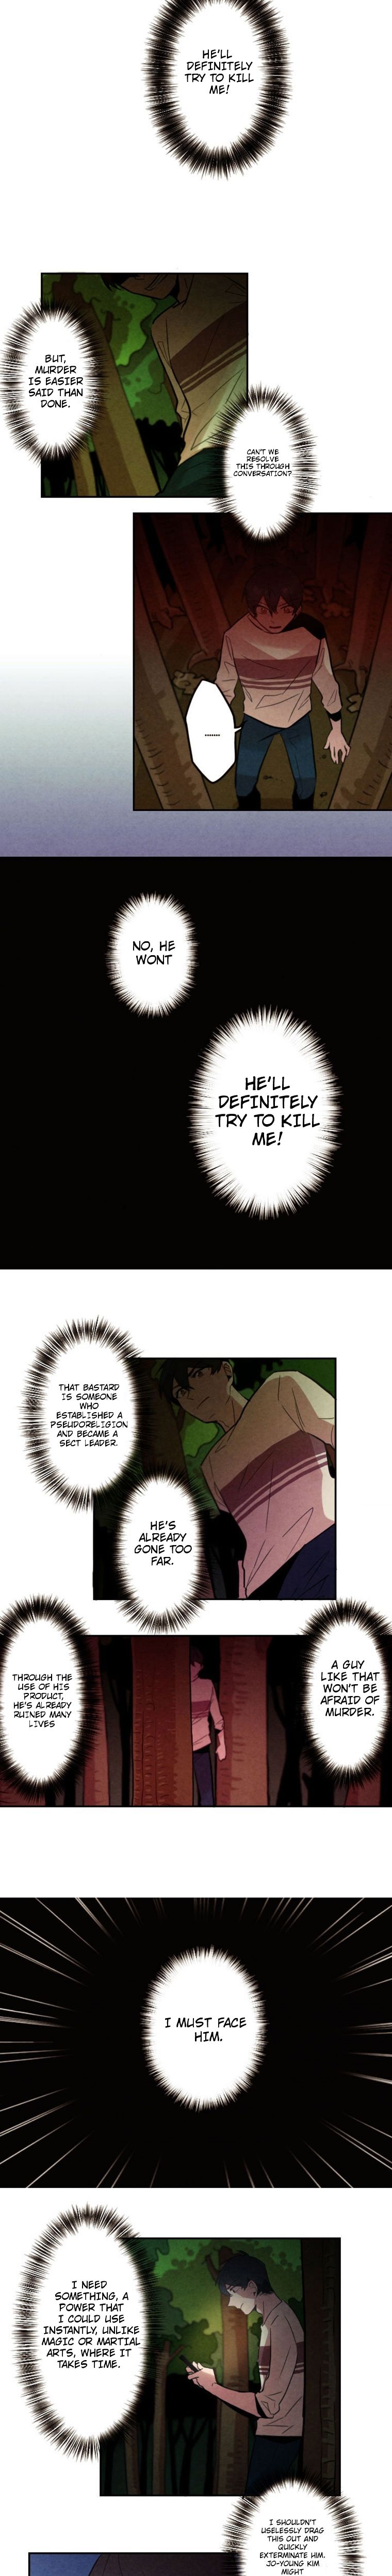 HE'LL
DEFINITELY
TRY TO KILL
ME!
BUT,
MURDER
IS EASIER
SAID THAN
DONE.
CAN'T WE
RESOLVE
THIS THROUGH
CONVERSATION?
.......
NO, HE
WONT
HE'LL
DEFINITELY
TRY TO KILL
ME!
THAT BASTARD
IS SOMEONE
WHO
ESTABLISHED A
PSEUDORELIGION
AND BECAME A
SECT LEADER.
HE'S
ALREADY
GONE TOO
FAR.
THROUGH THE
USE OF HIS
PRODUCT,
HE'S ALREADY
RUINED MANY
LIVES
A GUY
LIKE THAT
WON'T BE
AFRAID OF
MURDER.
I MUST FACE
HIM.
I NEED
SOMETHING, A
POWER THAT
I COULD USE
INSTANTLY, UNLIKE
MAGIC OR MARTIAL
ARTS, WHERE IT
TAKES TIME.
I SHOULDN'T
USELESSLY DRAG
THIS OUT AND
QUICKLY
EXTERMINATE HIM.
JO-YOUNG KIM
MIGHT